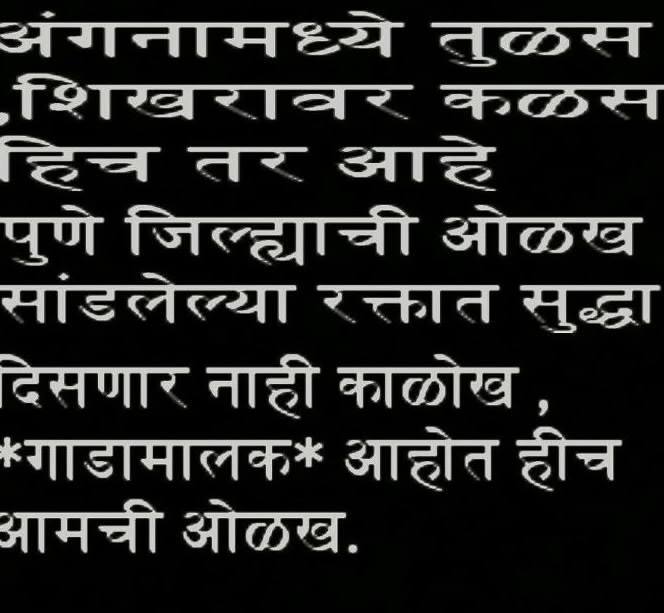 अंगनामध्ये तुळस
,शिखरावर कळस
हिच तर आहे
पुणे जिल्ह्याची ओळख
सांडलेल्या रक्तात सुद्धा
दिसणार नाही काळोख ,
*गाडामालक* आहोत हीच
आमची ओळख.